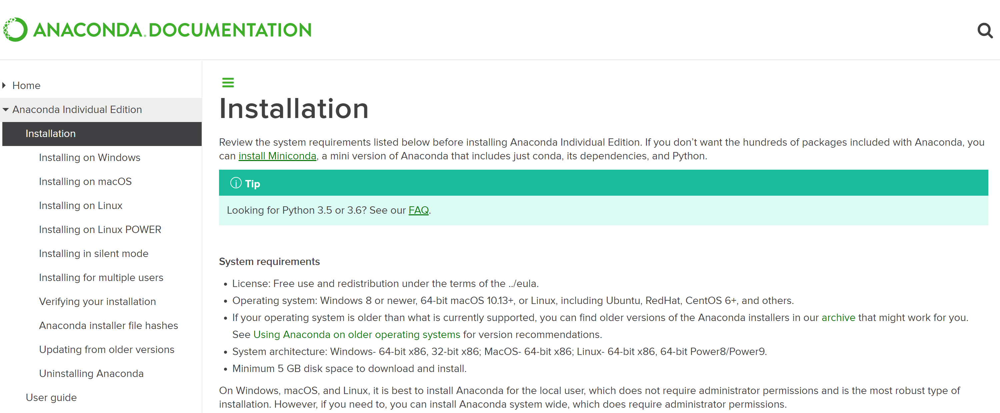 ANACONDA® DOCUMENTATION
Home
Anaconda Individual Edition
Installation
Installing on Windows
Installing on macOS
Installing on Linux
Installing on Linux POWER
Installing in silent mode
Installing for multiple users
Verifying your installation
Anaconda installer file hashes
Updating from older versions
Uninstalling Anaconda
User guide
Installation
Review the system requirements listed below before installing Anaconda Individual Edition. If you don’t want the hundreds of packages included with Anaconda, you
can install Miniconda, a mini version of Anaconda that includes just conda, its dependencies, and Python.
Tip
Looking for Python 3.5 or 3.6? See our FAQ.
System requirements
• License: Free use and redistribution under the terms of the ../eula.
• Operating system: Windows 8 or newer, 64-bit macOS 10.13+, or Linux, including Ubuntu, RedHat, CentOS 6+, and others.
• If your operating system is older than what is currently supported, you can find older versions of the Anaconda installers in our archive that might work for you.
See Using Anaconda on older operating systems for version recommendations.
• System architecture: Windows- 64-bit x86, 32-bit x86; MacOS- 64-bit x86; Linux- 64-bit x86, 64-bit Power8/Power9.
• Minimum 5 GB disk space to download and install.
On Windows, macOS, and Linux, it is best to install Anaconda for the local user, which does not require administrator permissions and is the most robust type of
installation. However, if you need to, you can install Anaconda system wide, which does require administrator permissions.